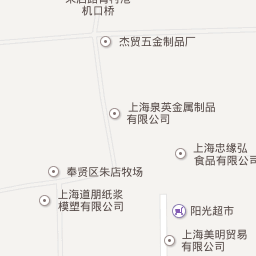 机口桥
杰贸五金制品厂
上海泉英金属制品
有限公司
上海忠缘弘
食品有限公司
奉贤区朱店牧场
上海道朋纸浆
模塑有限公司
阳光超市
上海美明贸易
有限公司